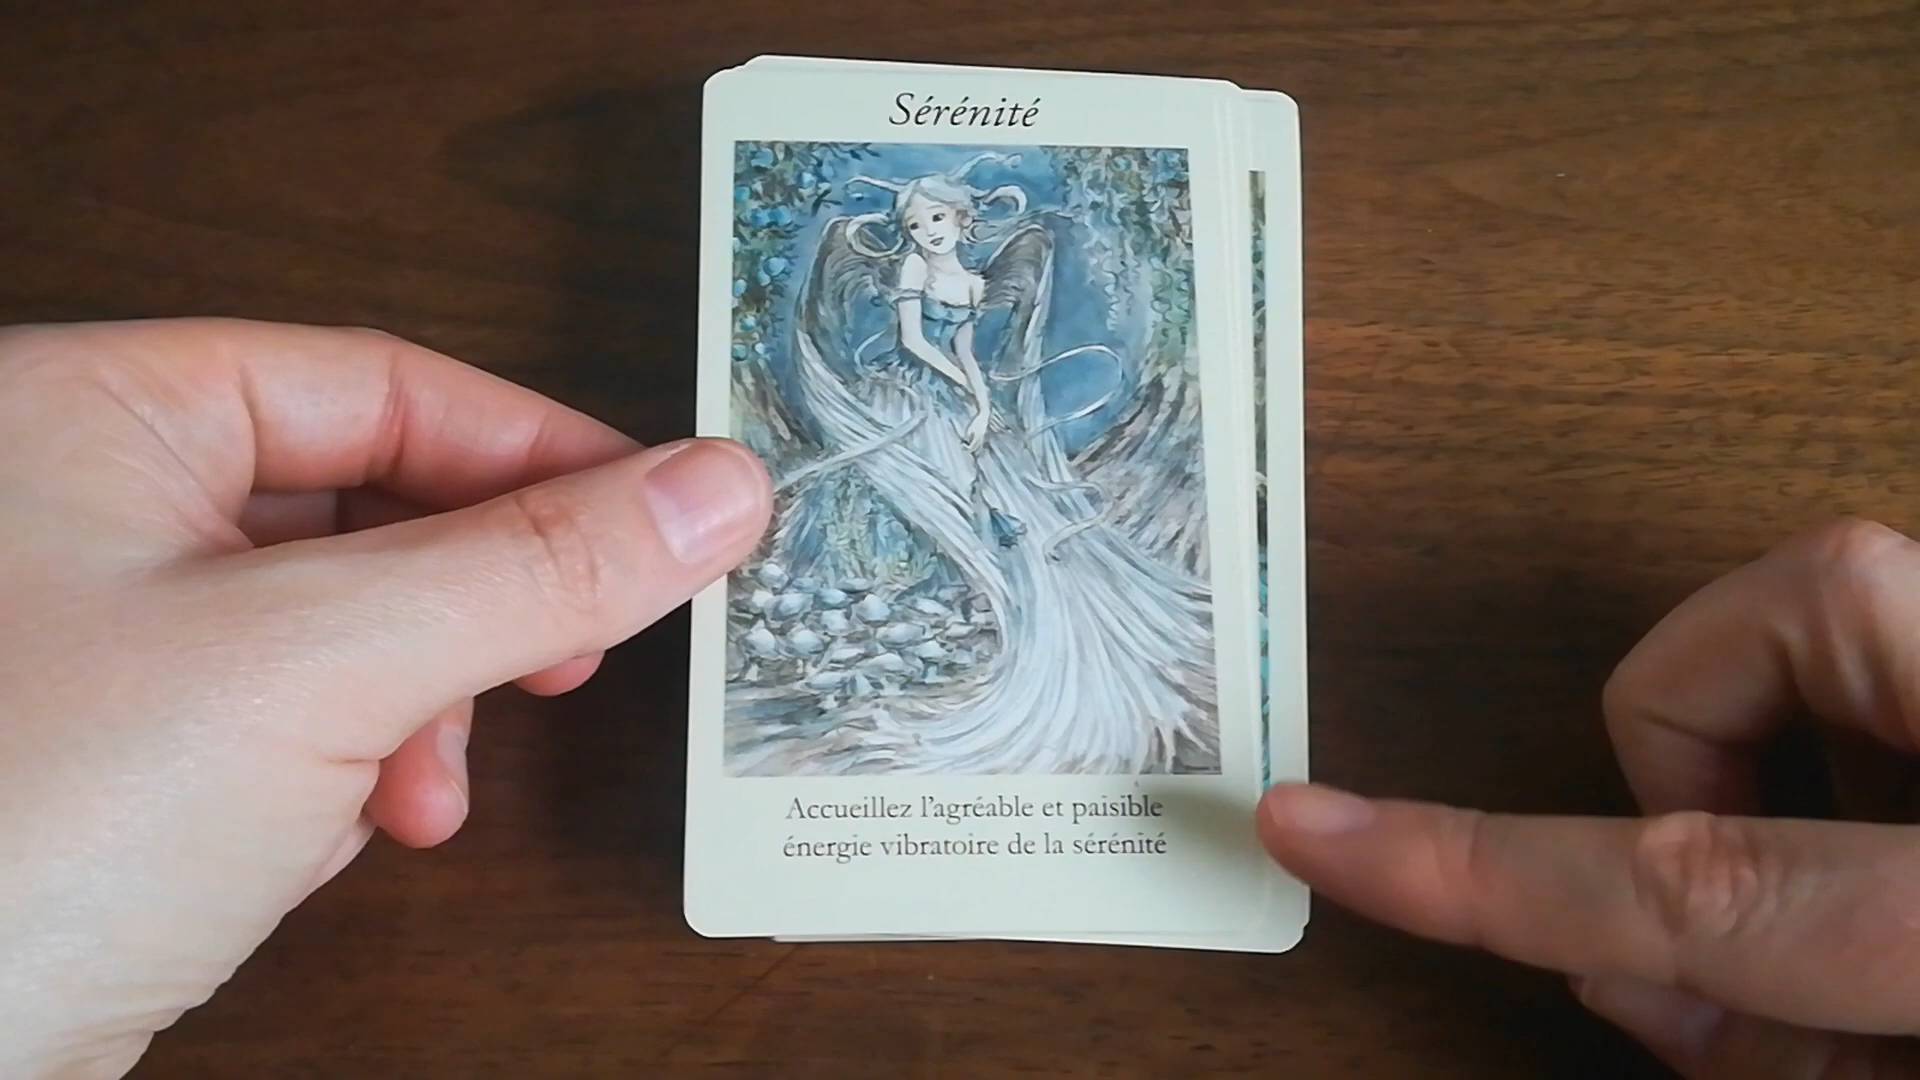 Sérénité
Accueillez l’agréable et paisible
énergie vibratoire de la sérénité